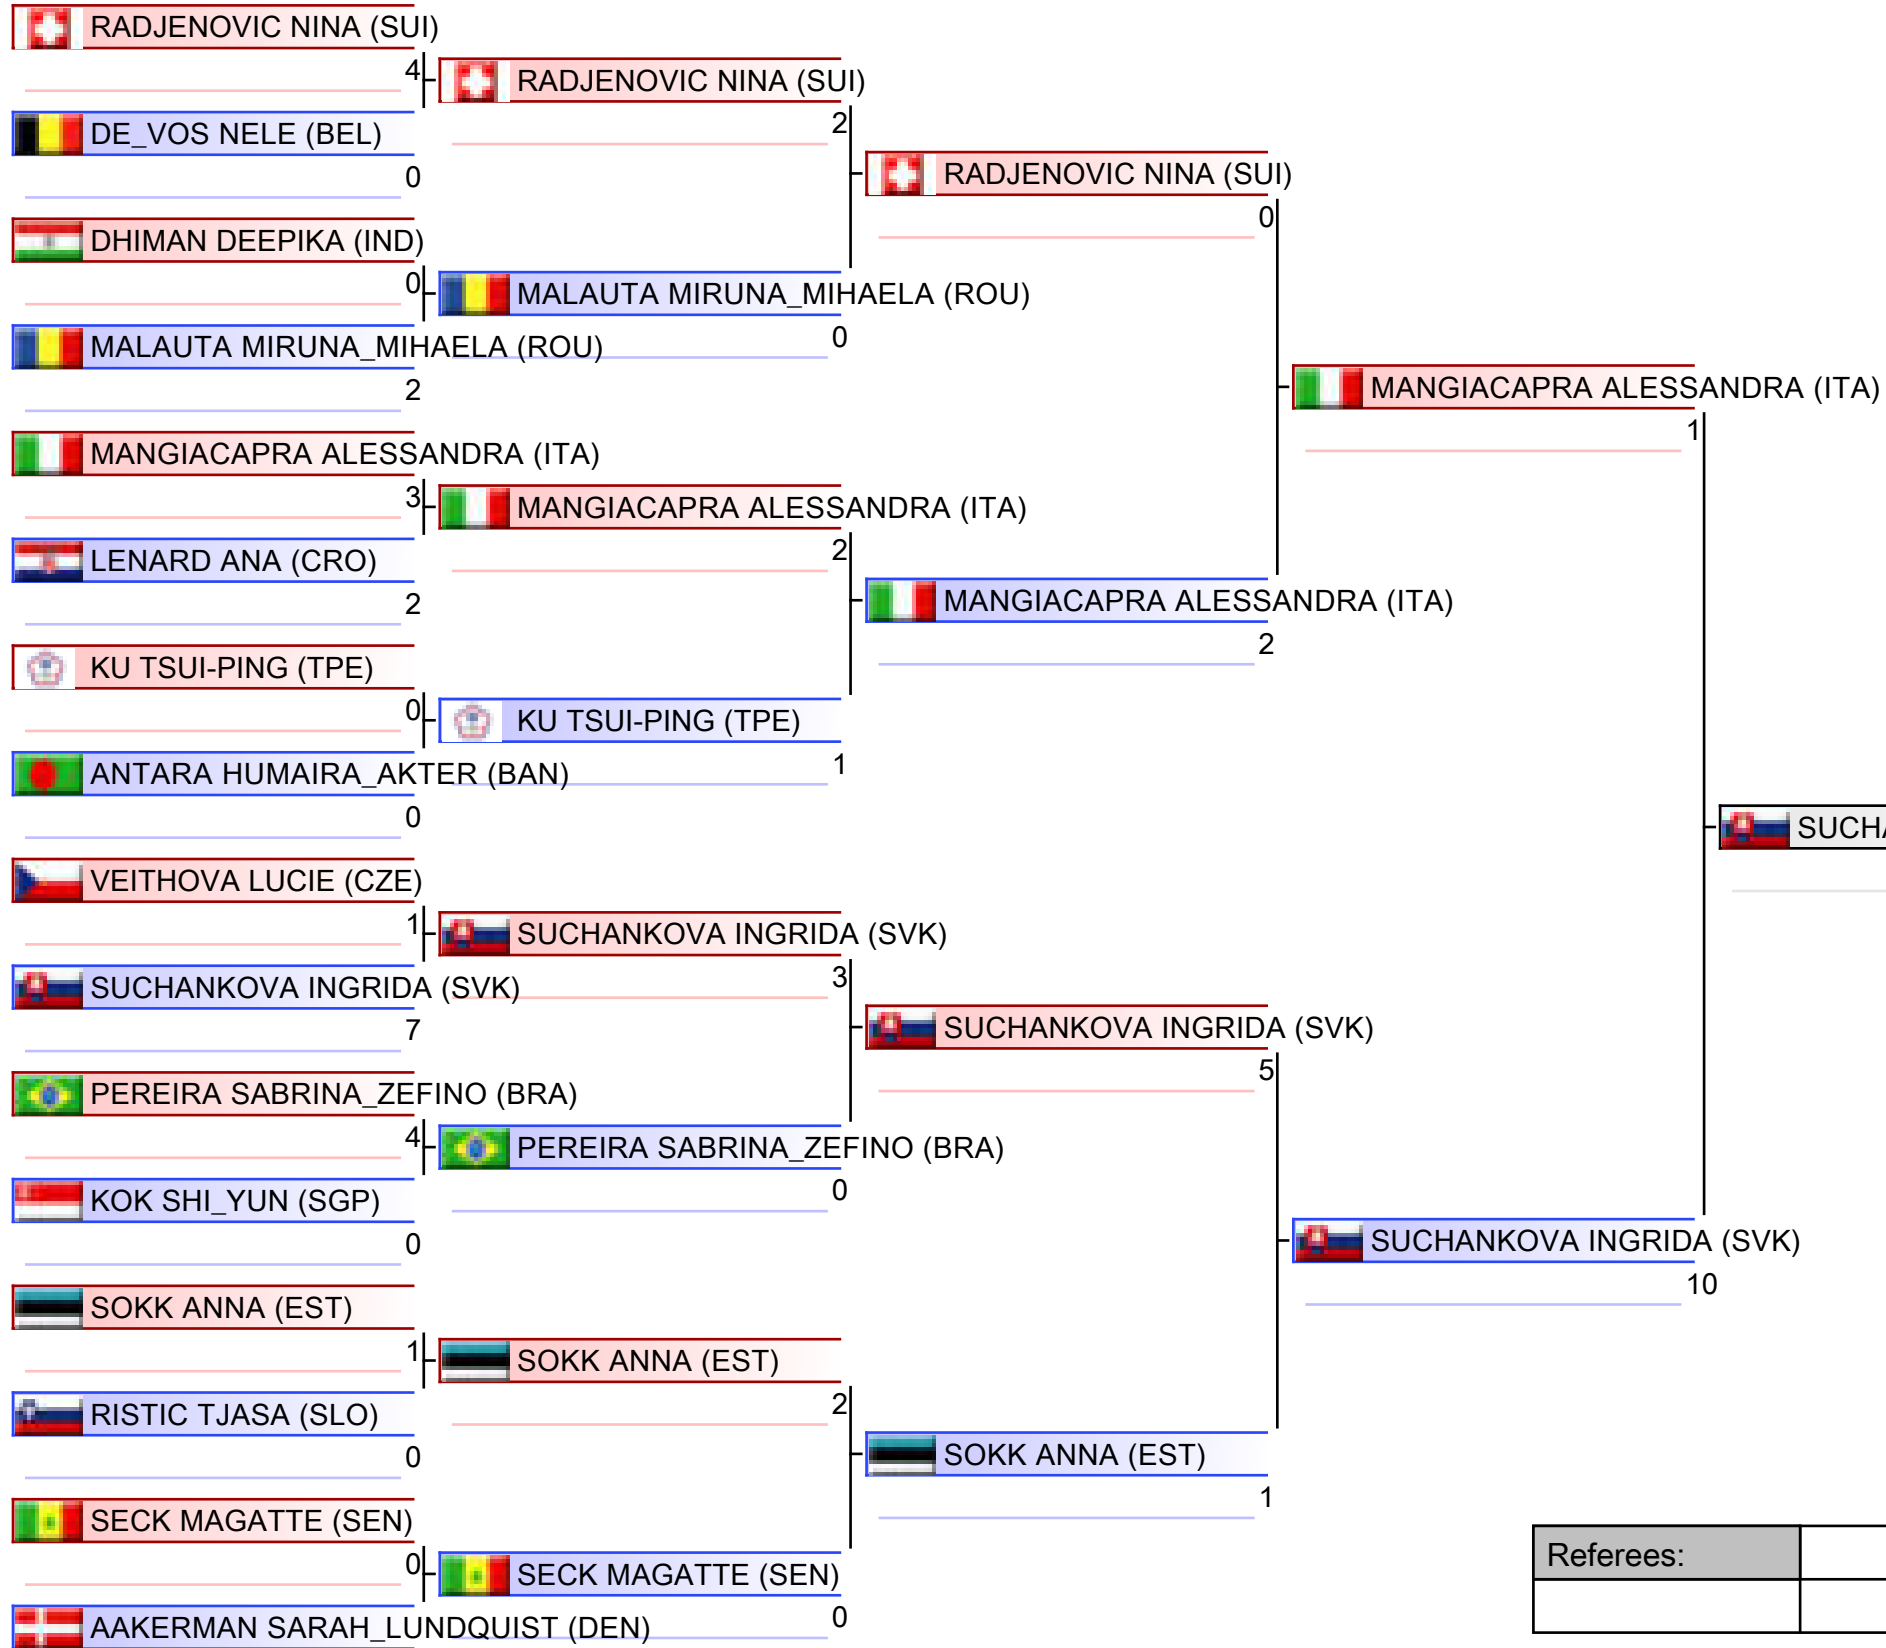 RADJENOVIC NINA (SUI)
4
DE_VOS NELE (BEL)
0
DHIMAN DEEPIKA (IND)
0
MALAUTA MIRUNA_MIHAELA (ROU)
2
MANGIACAPRA ALESSANDRA (ITA)
3
LENARD ANA (CRO)
2
KU TSUI-PING (TPE)
0
ANTARA HUMAIRA_AKTER (BAN)
0
VEITHOVA LUCIE (CZE)
1
SUCHANKOVA INGRIDA (SVK)
7
PEREIRA SABRINA_ZEFINO (BRA)
4
KOK SHI_YUN (SGP)
0
SOKK ANNA (EST)
1
RISTIC TJASA (SLO)
0
SECK MAGATTE (SEN)
0
AAKERMAN SARAH_LUNDQUIST (DEN)
RADJENOVIC NINA (SUI)
2
MALAUTA MIRUNA_MIHAELA (ROU)
0
MANGIACAPRA ALESSANDRA (ITA)
2
KU TSUI-PING (TPE)
1
SUCHANKOVA INGRIDA (SVK)
3
PEREIRA SABRINA_ZEFINO (BRA)
0
SOKK ANNA (EST)
2
SECK MAGATTE (SEN)
0
RADJENOVIC NINA (SUI)
0
MANGIACAPRA ALESSANDRA (ITA)
2
SUCHANKOVA INGRIDA (SVK)
5
SOKK ANNA (EST)
1
MANGIACAPRA ALESSANDRA (ITA)
1
SUCHANKOVA INGRIDA (SVK)
10
SUCHA
Referees: